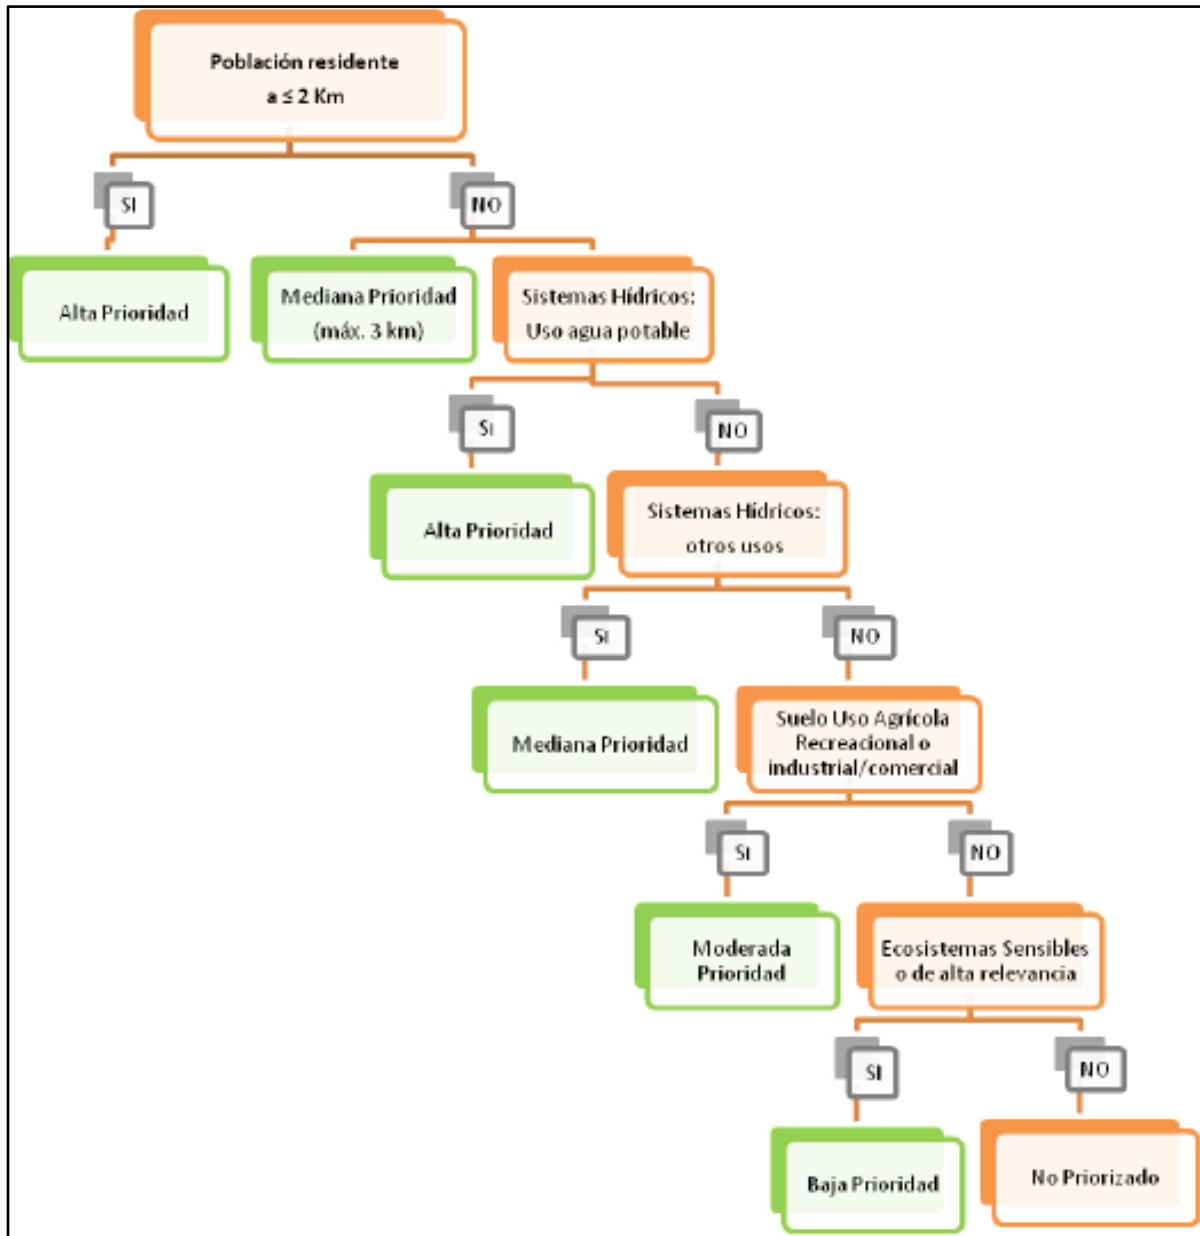 Población residente
a ≤ 2 Km
SI
NO
Alta Prioridad
Mediana Prioridad
(máx. 3 km)
Sistemas Hídricos:
Uso agua potable
Si
NO
Alta Prioridad
Sistemas Hídricos:
otros usos
Si
NO
Mediana Prioridad
Suelo Uso Agrícola
Recreacional o
industrial/comercial
Si
NO
Moderada
Prioridad
Ecosistemas Sensibles
o de alta relevancia
SI
NO
Baja Prioridad
No Priorizado